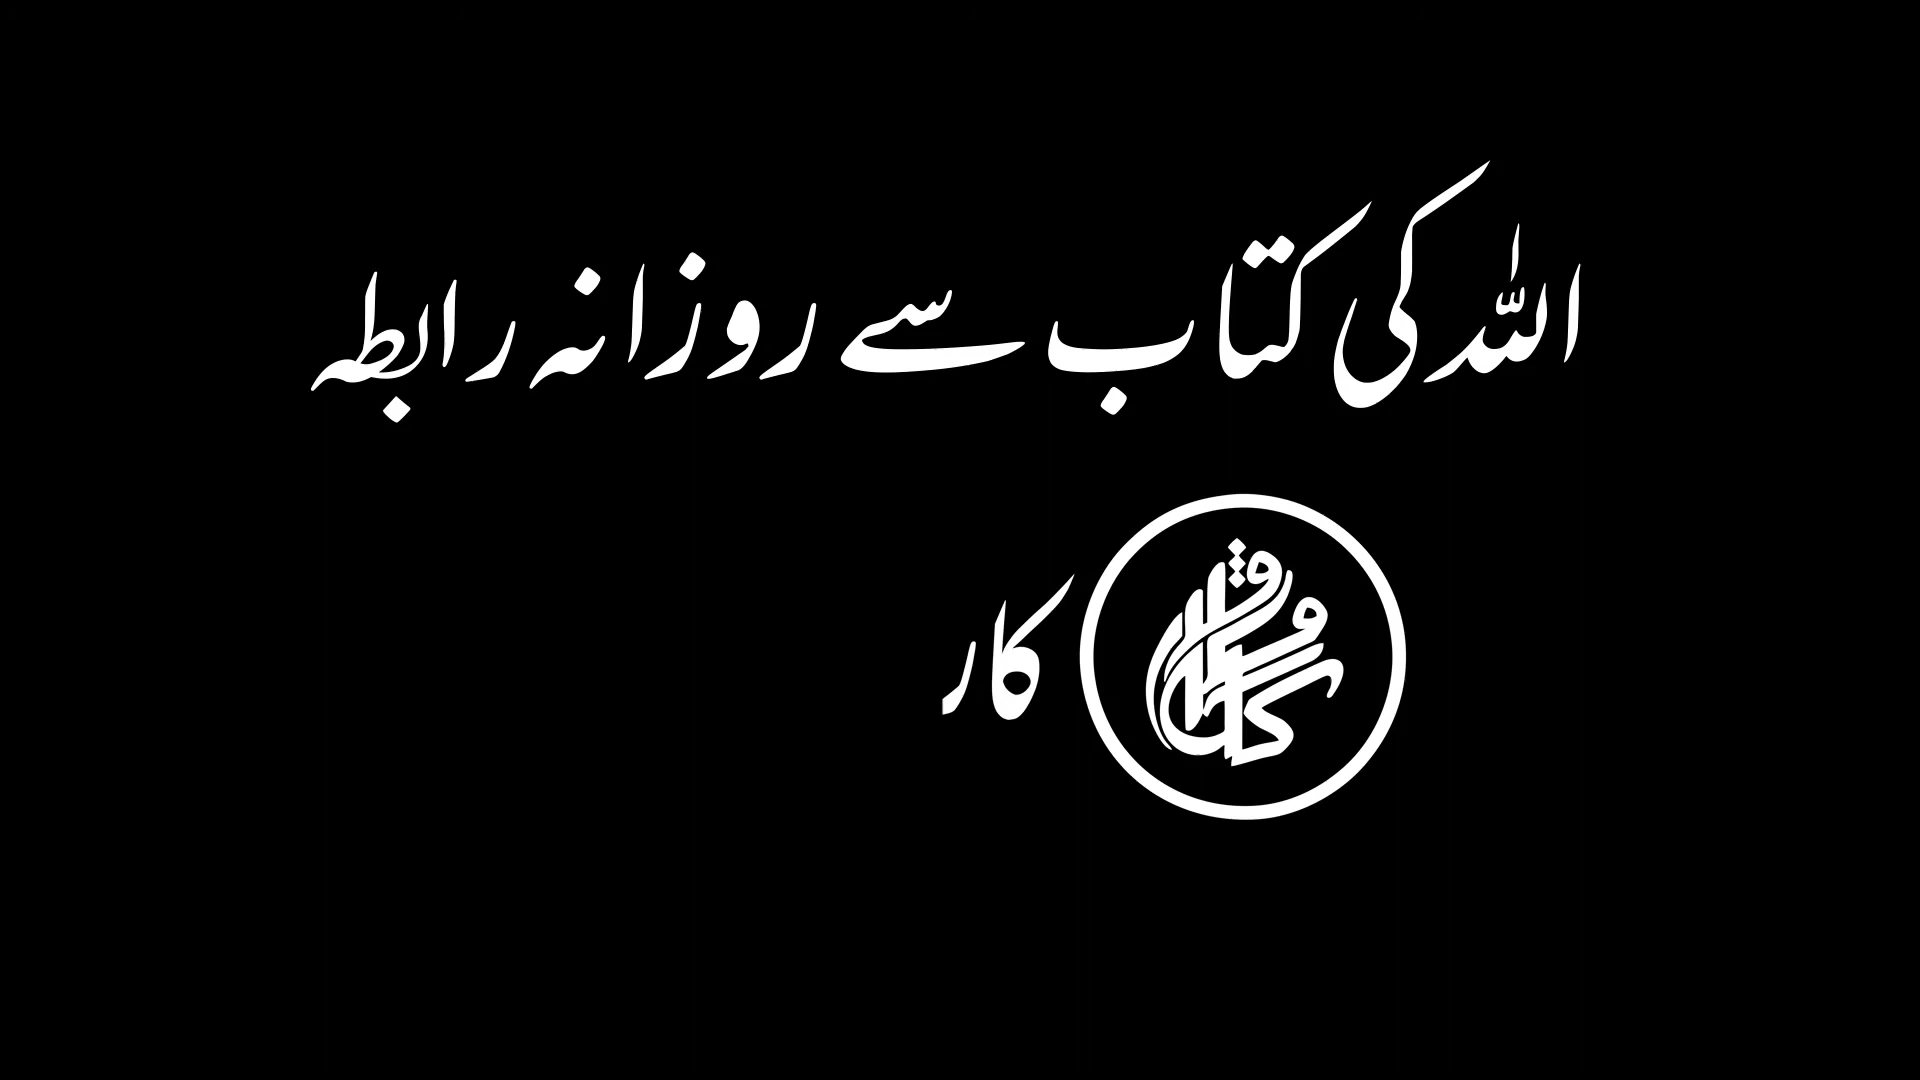 اللہ کی کتاب سے روزانہ رابطہ
کار